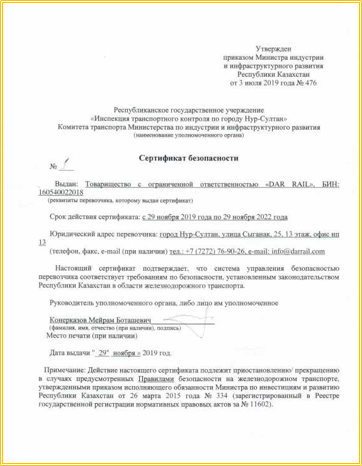 Утвержден
приказом Министра индустрии
и инфраструктурного развития
Республики Казахстан
от 3 июля 2019 года № 476
Республиканское государственное учреждение
«Инспекция транспортного контроля по городу Нур-Султан»
Комитета транспорта Министерства по индустрии и инфраструктурного развития
(наименование уполномоченного органа)
Сертификат безопасности
№ 1
Выдан: Товарищество с ограниченной ответственностью «DAR RAIL», БИН:
160540022018
(реквизиты перевозчика, которому выдан сертификат)
Срок действия сертификата: с 29 ноября 2019 года по 29 ноября 2022 года
Юридический адрес перевозчика: город Нур-Султан, улица Сыганак, 25, 13 этаж, офис нп
13
(телефон, факс, e-mail (при наличии) тел.: +7 (7272) 76-90-26, e-mail: info@darrail.com
Настоящий сертификат подтверждает, что система управления безопасностью
перевозчика соответствует требованиям по безопасности, установленным законодательством
Республики Казахстан в области железнодорожного транспорта.
Руководитель уполномоченного органа, либо лицо им уполномоченное
Конерказов Мейрам Боташевич
(фамилия, имя, отчество (при наличии), подпись)
Место печати (при наличии)
Дата выдачи " 29" ноября » 2019 год.
Примечание: Действие настоящего сертификата подлежит приостановлению/ прекращению
в случаях предусмотренных Правилами безопасности на железнодорожном транспорте,
утвержденными приказом исполняющего обязанности Министра по инвестициям и развитию
Республики Казахстан от 26 марта 2015 года № 334 (зарегистрированный в Реестре
государственной регистрации нормативных правовых актов за № 11602).